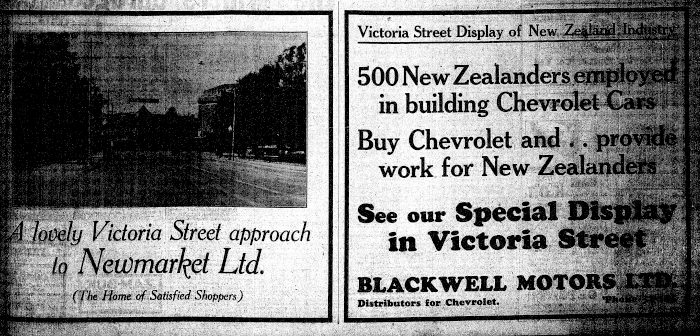 A lovely Victoria Street approach
to Newmarket Ltd.
(The Home of Satisfied Shoppers)
Victoria Street Display of New Zealand Industry
500 New Zealanders employed
in building Chevrolet Cars
Buy Chevrolet and . . provide
work for New Zealanders
See our Special Display
in Victoria Street
BLACKWELL MOTORS LTD.
Distributors for Chevrolet.